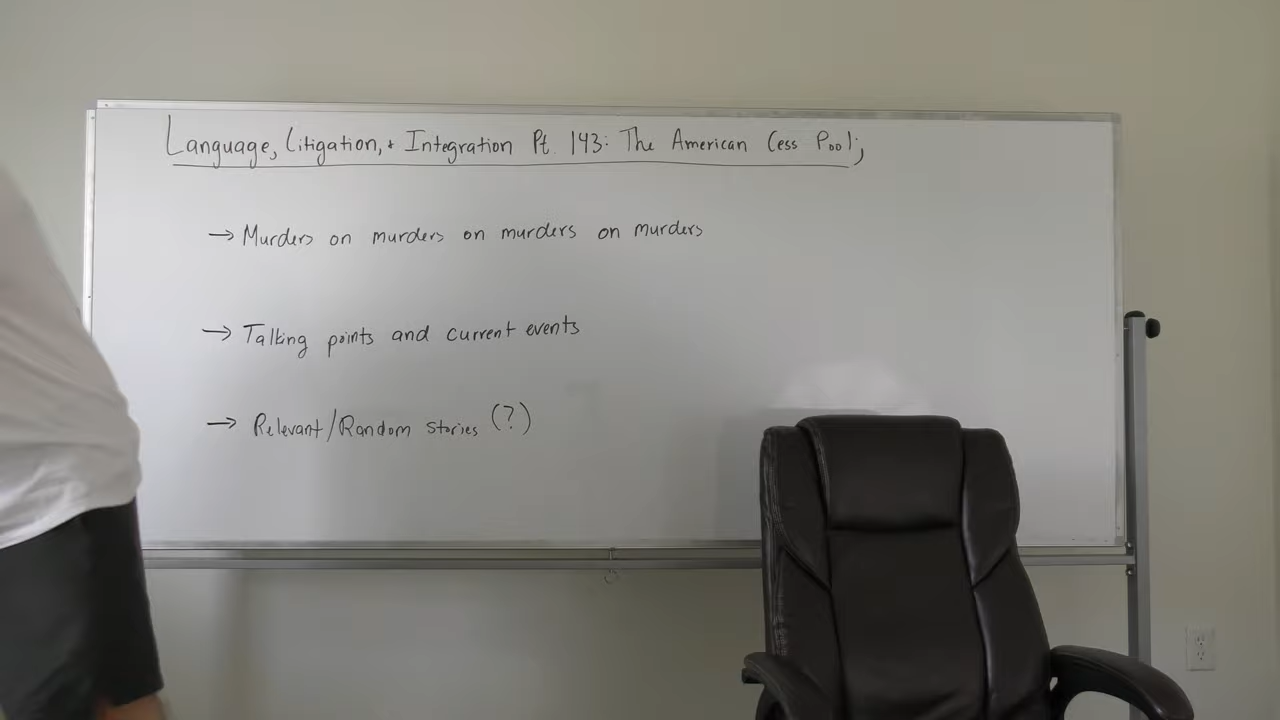 Language, Litigation, + Integration Pt. 143: The American Cess Pool;
→ Murders on murders on murders on murders
→ Talking points and current events
→ Relevant/Random stories (?)